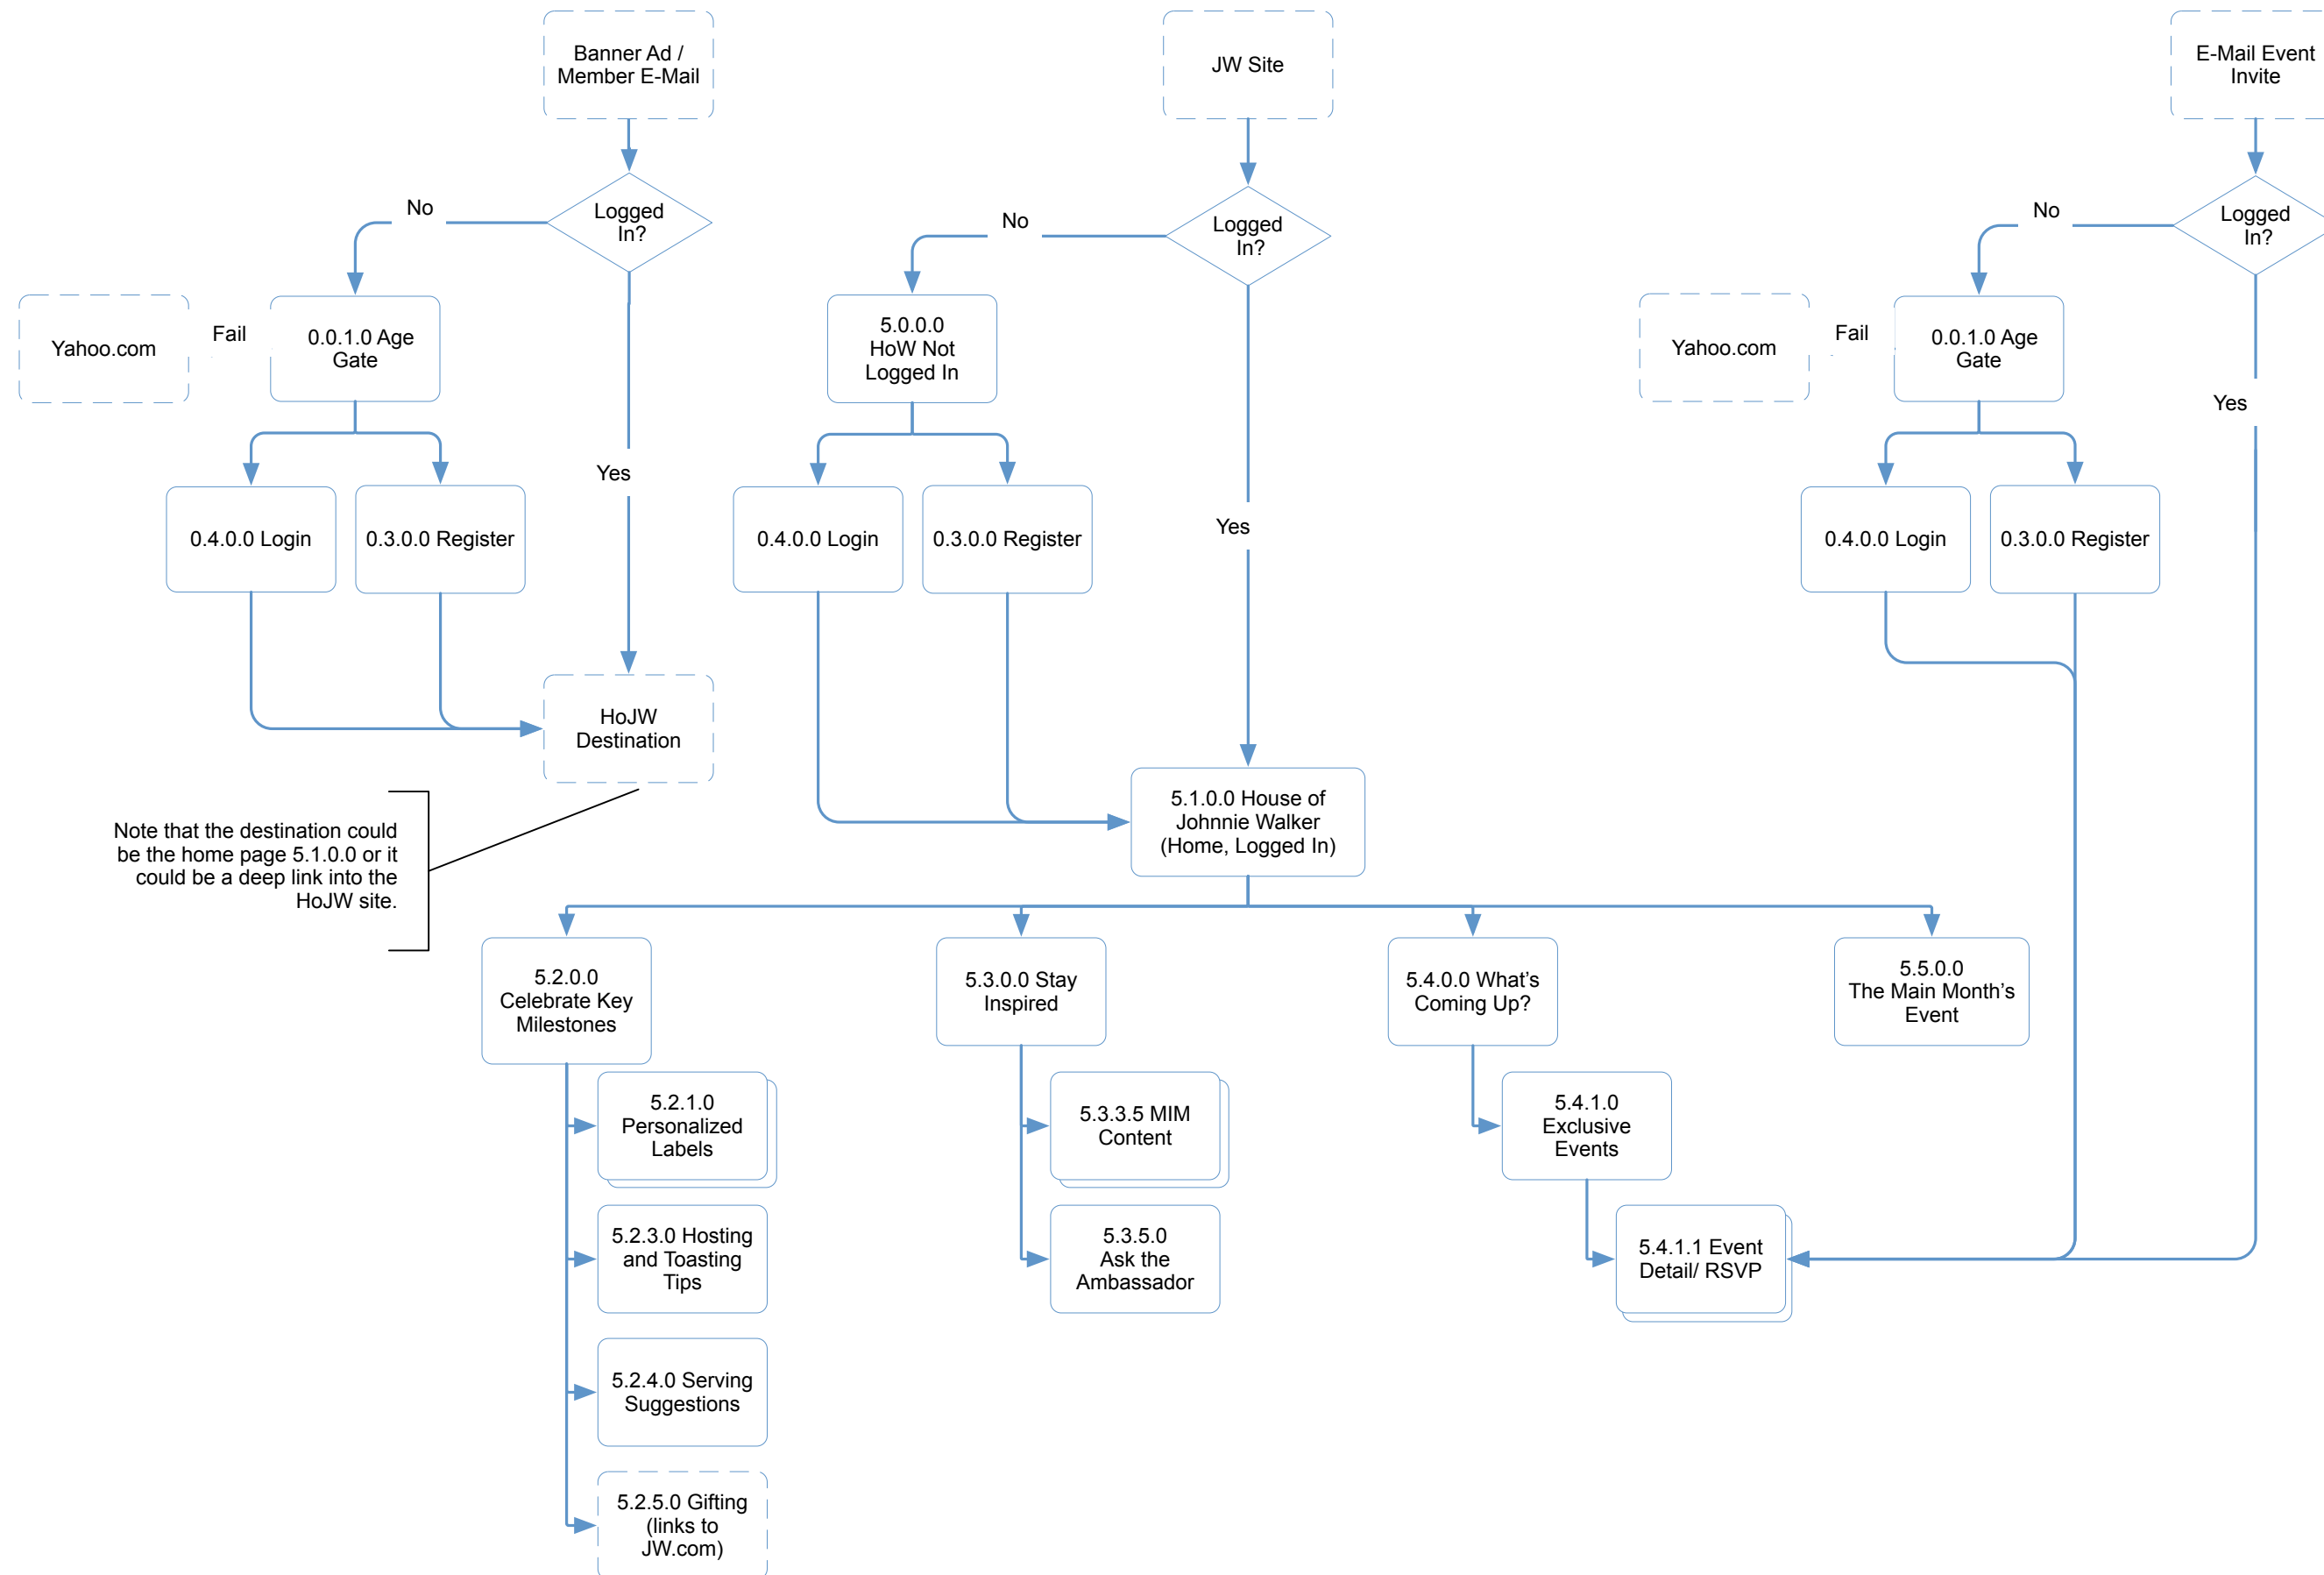 Banner Ad /
Member E-Mail
JW Site
E-Mail Event
Invite
Logged
In?
No
Logged
In?
No
Logged
In?
No
Yahoo.com
Fail
0.0.1.0 Age
Gate
5.0.0.0
HoW Not
Logged In
Yahoo.com
Fail
0.0.1.0 Age
Gate
Yes
Yes
Yes
0.4.0.0 Login
0.3.0.0 Register
0.4.0.0 Login
0.3.0.0 Register
0.4.0.0 Login
0.3.0.0 Register
HoJW
Destination
Note that the destination could
be the home page 5.1.0.0 or it
could be a deep link into the
HoJW site.
5.1.0.0 House of
Johnnie Walker
(Home, Logged In)
5.2.0.0
Celebrate Key
Milestones
5.3.0.0 Stay
Inspired
5.4.0.0 What’s
Coming Up?
5.5.0.0
The Main Month’s
Event
5.2.1.0
Personalized
Labels
5.3.3.5 MIM
Content
5.4.1.0
Exclusive
Events
5.2.3.0 Hosting
and Toasting
Tips
5.3.5.0
Ask the
Ambassador
5.4.1.1 Event
Detail/ RSVP
5.2.4.0 Serving
Suggestions
5.2.5.0 Gifting
(links to
JW.com)